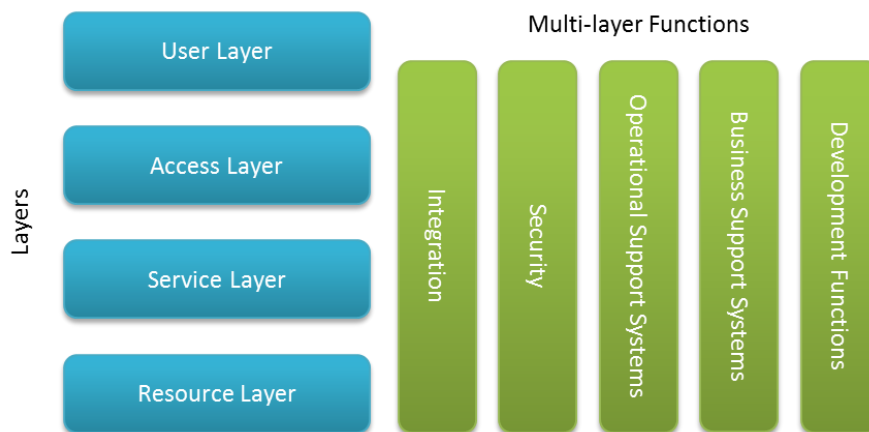 Multi-layer Functions
Layers
User Layer
Access Layer
Service Layer
Resource Layer
Integration
Security
Operational Support Systems
Business Support Systems
Development Functions